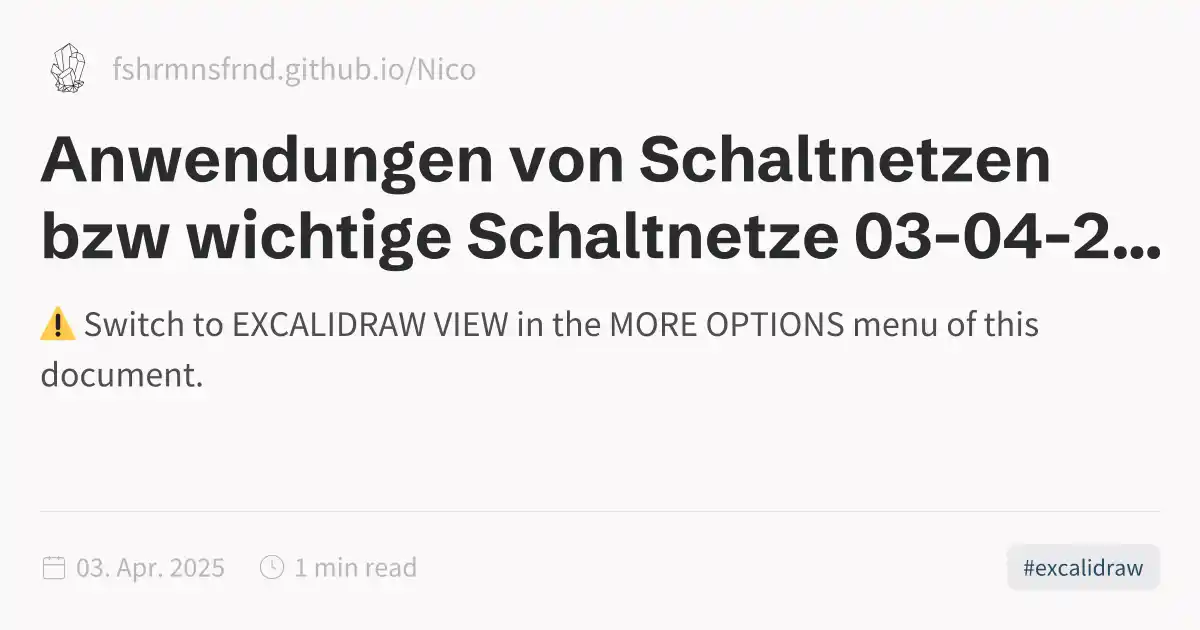 fshrmnsfrnd.github.io/Nico
Anwendungen von Schaltnetzen
bzw wichtige Schaltnetze 03-04-2...
⚠️ Switch to EXCALIDRAW VIEW in the MORE OPTIONS menu of this
document.
03. Apr. 2025 1 min read #excalidraw